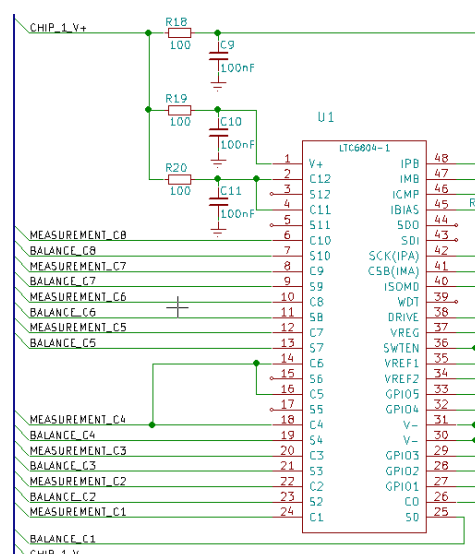 CHIP_1_V+
R18
100
C9
100nF
R19
100
C10
100nF
R20
100
C11
100nF
U1
LTC6804-1
1 V+ IPB 48
2 C12 IMB 47
3 S12 ICMP 46
4 C11 IBIAS 45
R
5 S11 SDO 44
MEASUREMENT_C8 6 C10 SDI 43
BALANCE_C8 7 S10 SCK(IPA) 42
MEASUREMENT_C7 8 C9 CSB(IMA) 41
BALANCE_C7 9 S9 ISOMD 40
MEASUREMENT_C6 10 C8 WDT 39
BALANCE_C6 11 S8 DRIVE 38
MEASUREMENT_C5 12 C7 VREG 37
BALANCE_C5 13 S7 SWTEN 36
14 C6 VREF1 35
15 S6 VREF2 34
16 C5 GPIO5 33
17 S5 GPIO4 32
MEASUREMENT_C4 18 C4 V- 31
BALANCE_C4 19 S4 V- 30
MEASUREMENT_C3 20 C3 GPIO3 29
BALANCE_C3 21 S3 GPIO2 28
MEASUREMENT_C2 22 C2 GPIO1 27
BALANCE_C2 23 S2 C0 26
MEASUREMENT_C1 24 C1 S0 25
BALANCE_C1
CHIP_1_V